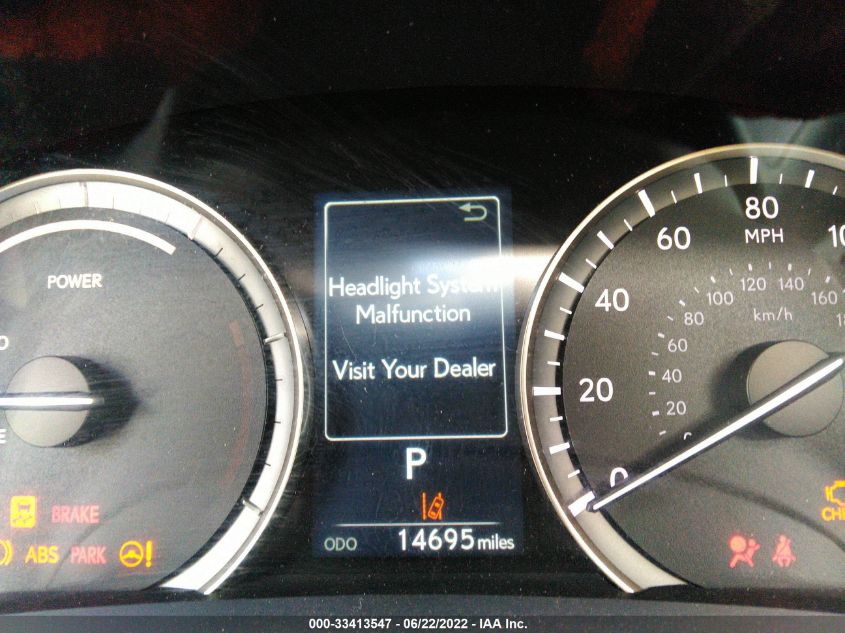 Headlight System
Malfunction
Visit Your Dealer
P
ODO 14695 miles
POWER
BRAKE
ABS PARK
80
MPH
60
40
20
0
120 140
100 160
80 km/h
60
40
20
000-33413547 - 06/22/2022 - IAA Inc.